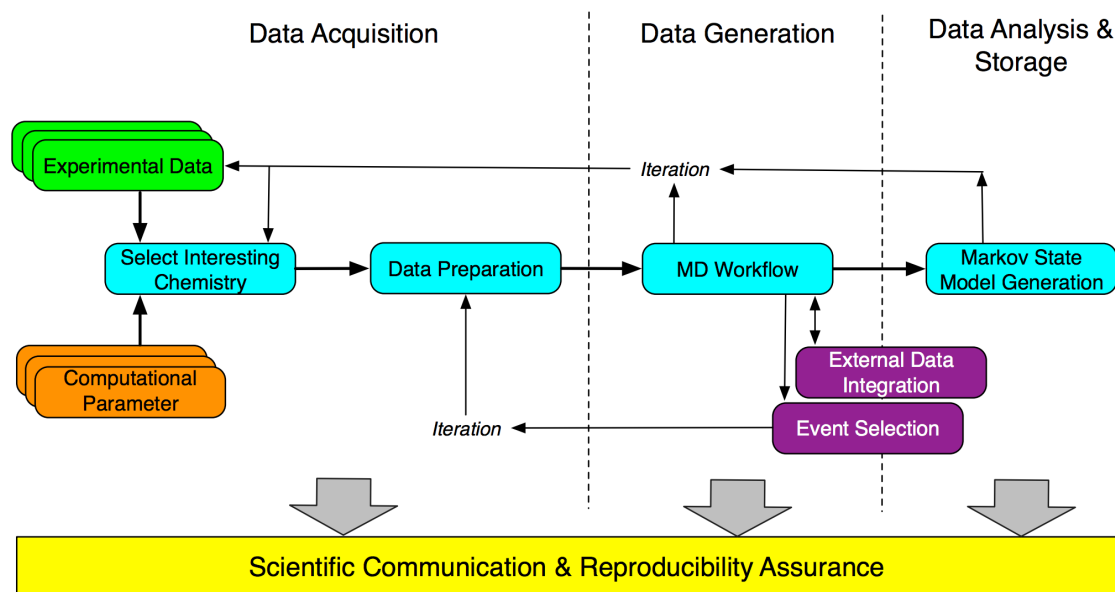 Data Acquisition
Data Generation
Data Analysis &
Storage
Experimental Data
Iteration
Select Interesting
Chemistry
Data Preparation
MD Workflow
Markov State
Model Generation
External Data
Integration
Computational
Parameter
Event Selection
Iteration
Scientific Communication & Reproducibility Assurance